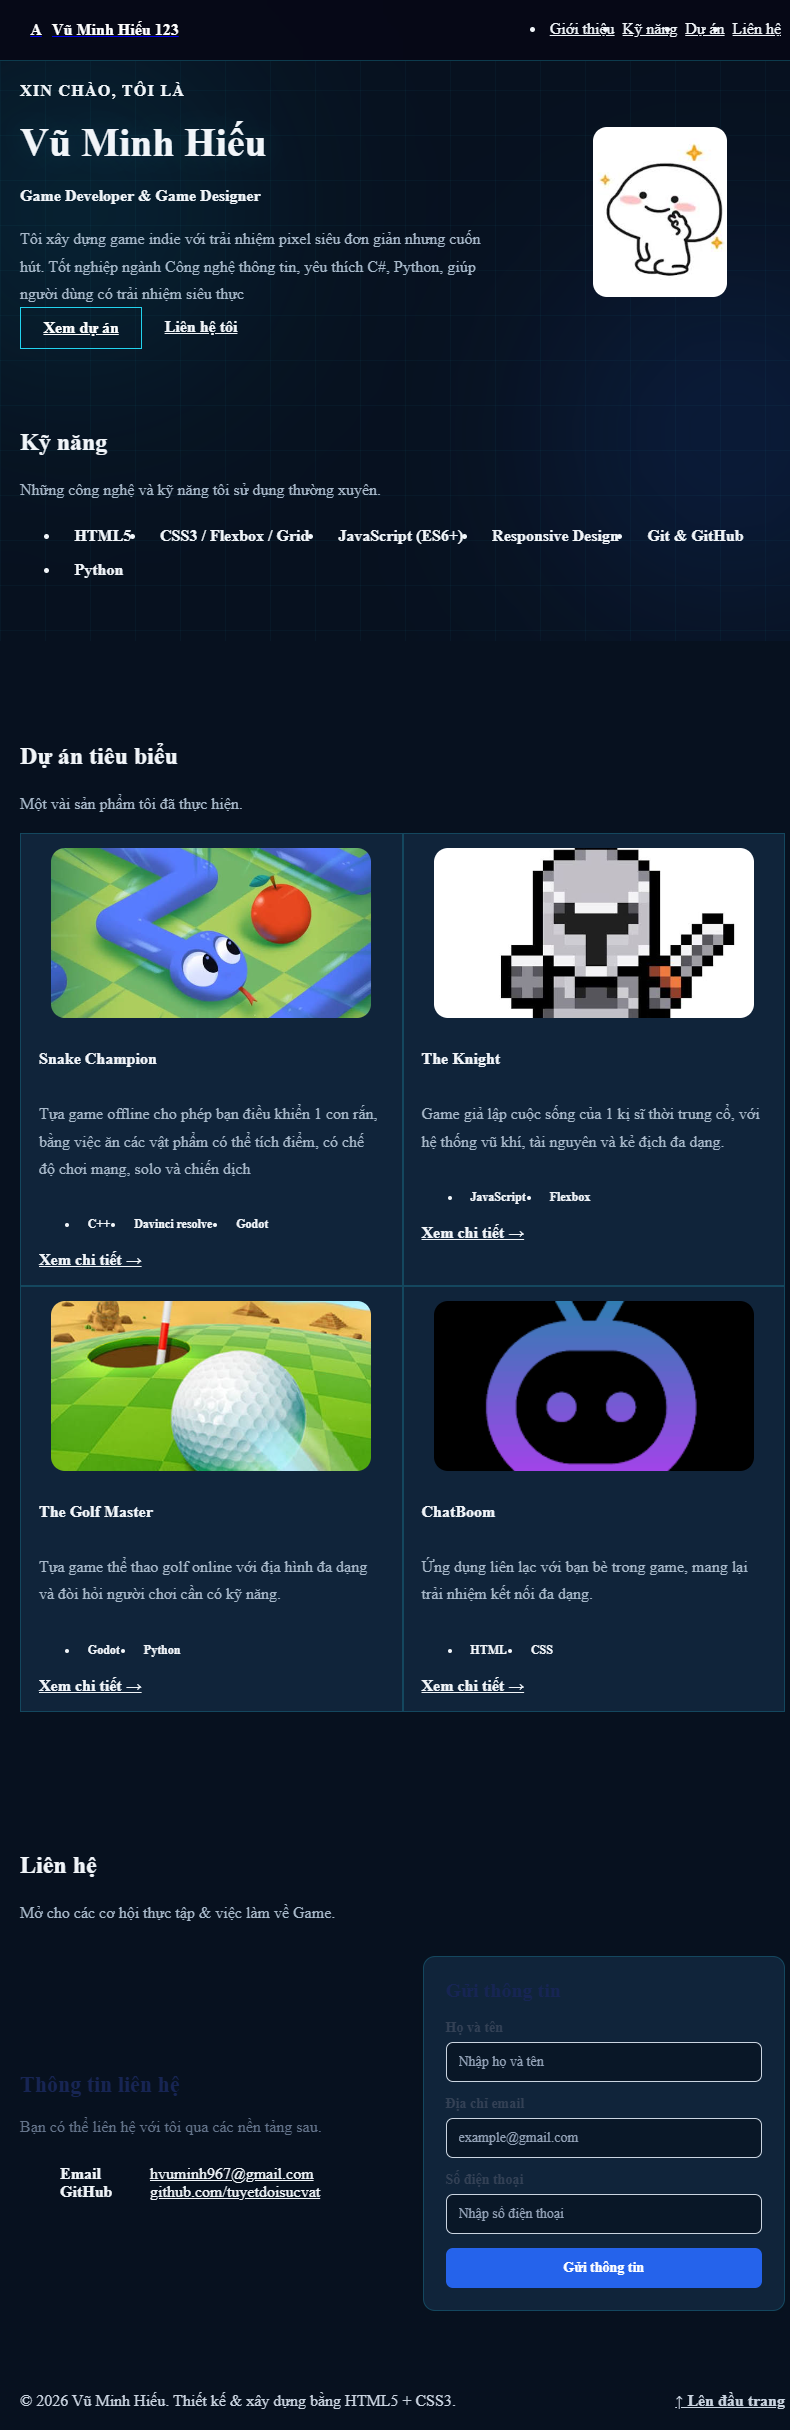 A Vũ Minh Hiếu 123
Giới thiệu Kỹ năng Dự án Liên hệ
XIN CHÀO, TÔI LÀ
Vũ Minh Hiếu
Game Developer & Game Designer
Tôi xây dựng game indie với trải nhiệm pixel siêu đơn giản nhưng cuốn
hút. Tốt nghiệp ngành Công nghệ thông tin, yêu thích C#, Python, giúp
người dùng có trải nhiệm siêu thực
Xem dự án Liên hệ tôi
Kỹ năng
Những công nghệ và kỹ năng tôi sử dụng thường xuyên.
HTML5 CSS3 / Flexbox / Grid JavaScript (ES6+) Responsive Design Git & GitHub
Python
Dự án tiêu biểu
Một vài sản phẩm tôi đã thực hiện.
Snake Champion
Tựa game offline cho phép bạn điều khiển 1 con rắn,
bằng việc ăn các vật phẩm có thể tích điểm, có chế
độ chơi mạng, solo và chiến dịch
C++ Davinci resolve Godot
Xem chi tiết →
The Knight
Game giả lập cuộc sống của 1 kị sĩ thời trung cổ, với
hệ thống vũ khí, tài nguyên và kẻ địch đa dạng.
JavaScript Flexbox
Xem chi tiết →
The Golf Master
Tựa game thể thao golf online với địa hình đa dạng
và đòi hỏi người chơi cần có kỹ năng.
Godot Python
Xem chi tiết →
ChatBoom
Ứng dụng liên lạc với bạn bè trong game, mang lại
trải nhiệm kết nối đa dạng.
HTML CSS
Xem chi tiết →
Liên hệ
Mở cho các cơ hội thực tập & việc làm về Game.
Thông tin liên hệ
Bạn có thể liên hệ với tôi qua các nền tảng sau.
Email hvuminh967@gmail.com
GitHub github.com/tuyetdoisucvat
Gửi thông tin
Họ và tên
Nhập họ và tên
Địa chỉ email
example@gmail.com
Số điện thoại
Nhập số điện thoại
Gửi thông tin
© 2026 Vũ Minh Hiếu. Thiết kế & xây dựng bằng HTML5 + CSS3.
↑ Lên đầu trang